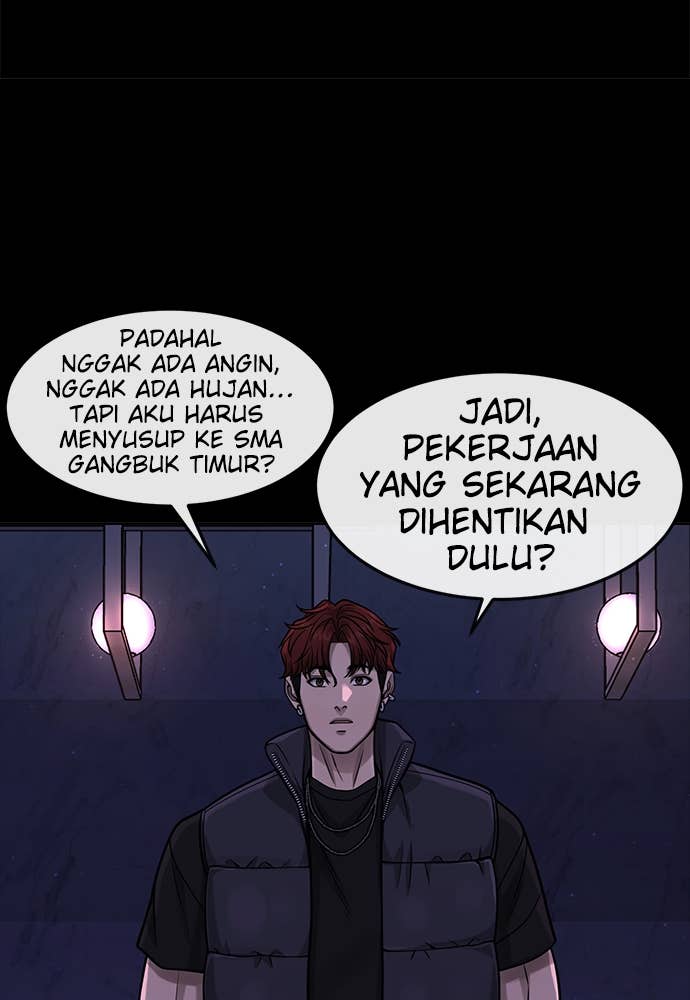 PADAHAL
NGGAK ADA ANGIN,
NGGAK ADA HUJAN...
TAPI AKU HARUS
MENYUSUP KE SMA
GANGBUK TIMUR?
JADI,
PEKERJAAN
YANG SEKARANG
DIHENTIKAN
DULU?